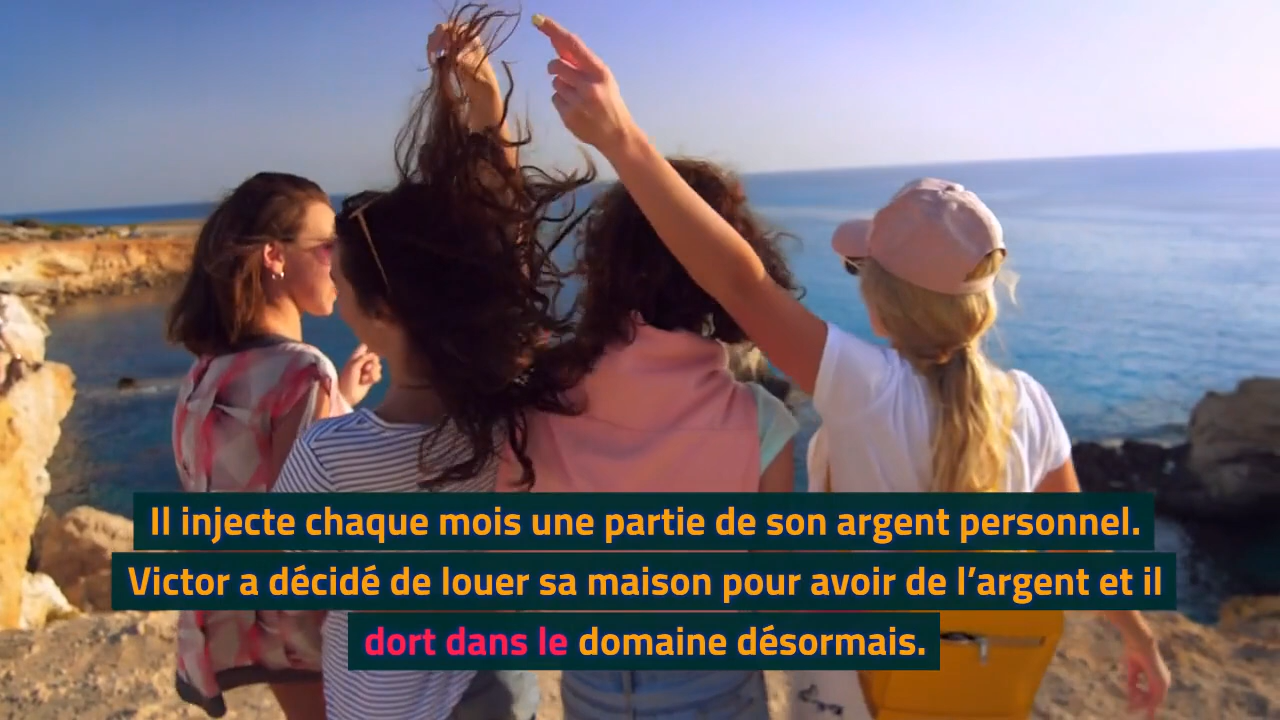 Il injecte chaque mois une partie de son argent personnel.
Victor a décidé de louer sa maison pour avoir de l’argent et il
dort dans le domaine désormais.